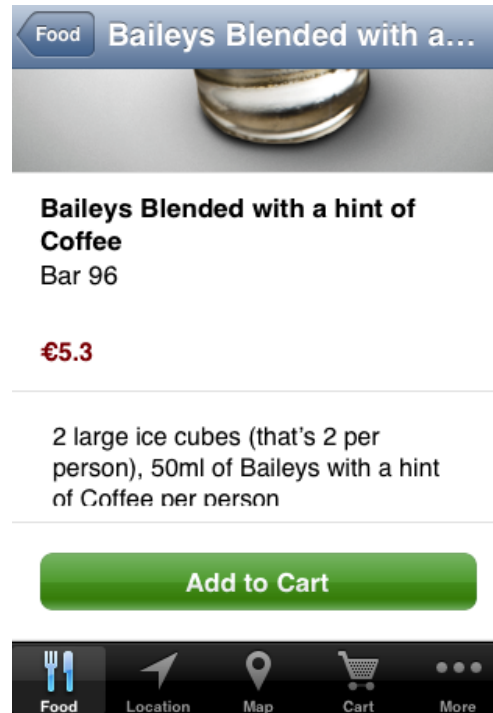 Food
Baileys Blended with a...
Baileys Blended with a hint of
Coffee
Bar 96
€5.3
2 large ice cubes (that's 2 per
person), 50ml of Baileys with a hint
of Coffee per person
Add to Cart
Food
Location
Map
Cart
More